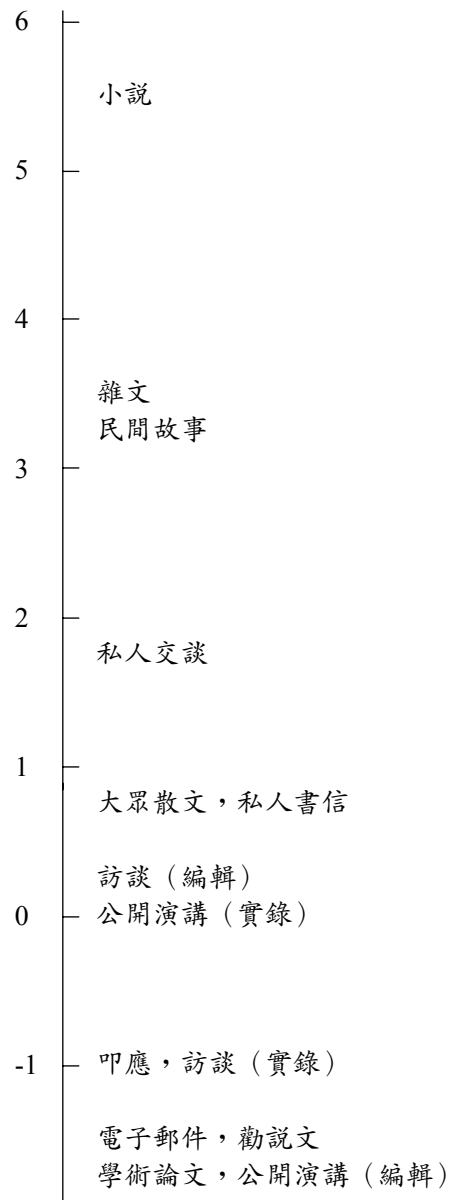 6
小說
5
4
雜文
民間故事
3
2
私人交談
1
大眾散文，私人書信
訪談（編輯）
0 公開演講（實錄）
-1 叩應，訪談（實錄）
電子郵件，勸說文
學術論文，公開演講（編輯）